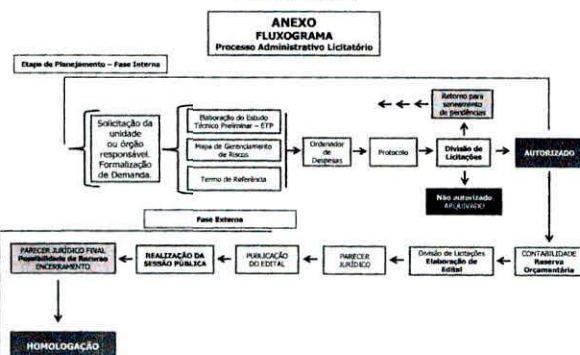 ANEXO
FLUXOGRAMA
Processo Administrativo Licitatório
Etapa de Planejamento – Fase Interna
Solicitação da
unidade
ou órgão
responsável.
Formalização
de Demanda.
Elaboração do Estudo
Técnico Preliminar – ETP
Mapa de Gerenciamento
de Riscos
Termo de Referência
Ordenador
de
Despesas
Protocolo
Retorno para
saneamento
de pendências
Divisão de
Licitações
AUTORIZADO
Não autorizado
ARQUIVADO
Fase Externa
PARECER JURÍDICO FINAL
Possibilidade de Recurso
ENCERRAMENTO
REALIZAÇÃO DA
SESSÃO PÚBLICA
PUBLICAÇÃO
DO EDITAL
PARECER
JURÍDICO
Divisão de Licitações
Elaboração de
Edital
CONTABILIDADE
Reserva
Orçamentária
HOMOLOGAÇÃO